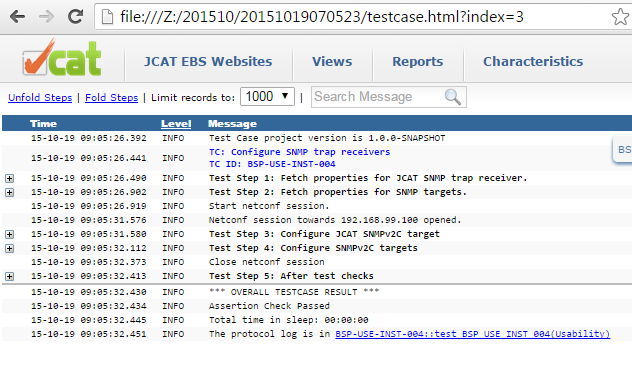 file:///Z:/201510/20151019070523/testcase.html?index=3
cat
JCAT EBS Websites
Views
Reports
Characteristics
Unfold Steps | Fold Steps | Limit records to: 1000 | Search Message
Time Level Message
15-10-19 09:05:26.392 INFO Test Case project version is 1.0.0-SNAPSHOT
15-10-19 09:05:26.441 INFO TC: Configure SNMP trap receivers
TC ID: BSP-USE-INST-004
15-10-19 09:05:26.490 INFO Test Step 1: Fetch properties for JCAT SNMP trap receiver.
15-10-19 09:05:26.902 INFO Test Step 2: Fetch properties for SNMP targets.
15-10-19 09:05:26.919 INFO Start netconf session.
15-10-19 09:05:31.576 INFO Netconf session towards 192.168.99.100 opened.
15-10-19 09:05:31.580 INFO Test Step 3: Configure JCAT SNMPv2C target
15-10-19 09:05:32.112 INFO Test Step 4: Configure SNMPv2C targets
15-10-19 09:05:32.373 INFO Close netconf session
15-10-19 09:05:32.413 INFO Test Step 5: After test checks
15-10-19 09:05:32.430 INFO *** OVERALL TESTCASE RESULT ***
15-10-19 09:05:32.434 INFO Assertion Check Passed
15-10-19 09:05:32.445 INFO Total time in sleep: 00:00:00
15-10-19 09:05:32.451 INFO The protocol log is in BSP-USE-INST-004::test BSP USE INST 004(Usability)
BS